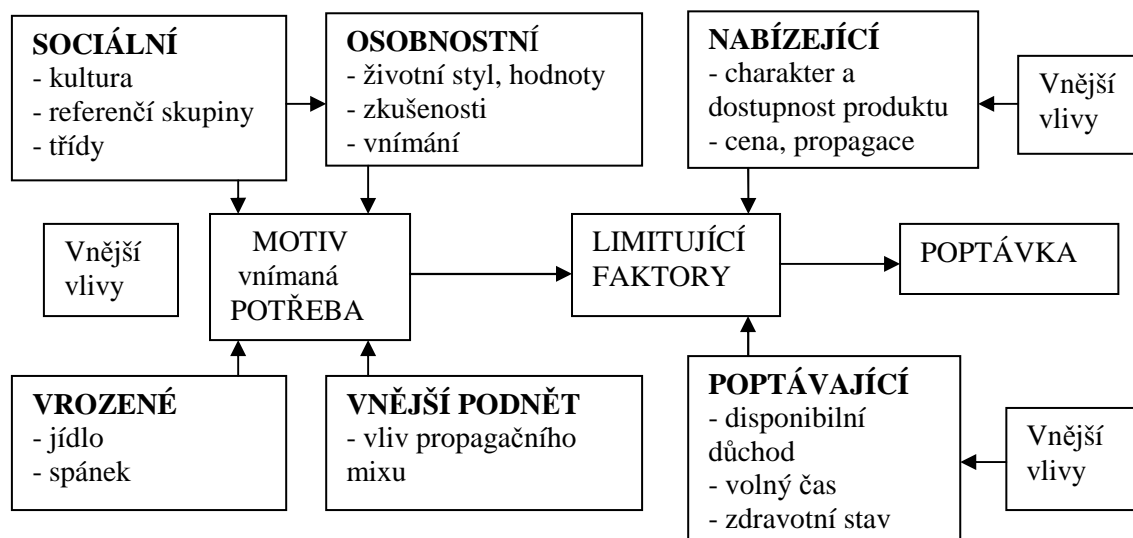 SOCIÁLNÍ
- kultura
- referenčí skupiny
- třídy
OSOBNOSTNÍ
- životní styl, hodnoty
- zkušenosti
- vnímání
NABÍZEJÍCÍ
- charakter a
dostupnost produktu
- cena, propagace
Vnější
vlivy
Vnější
vlivy
MOTIV
vnímaná
POTŘEBA
LIMITUJÍCÍ
FAKTORY
POPTÁVKA
VROZENÉ
- jídlo
- spánek
VNĚJŠÍ PODNĚT
- vliv propagačního
mixu
POPTÁVAJÍCÍ
- disponibilní
důchod
- volný čas
- zdravotní stav
Vnější
vlivy